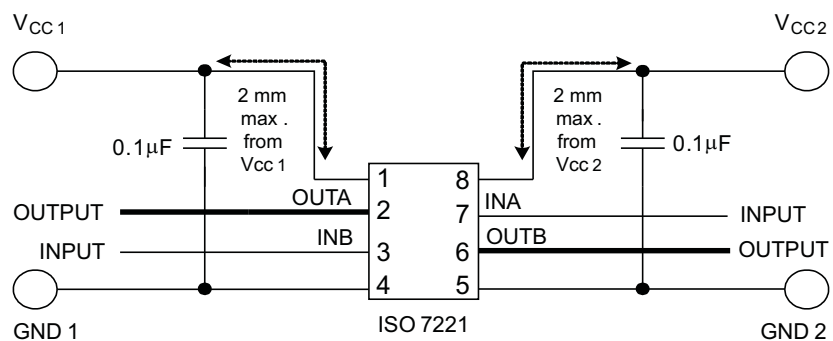 VCC 1
VCC 2
2 mm
max .
from
Vcc 1
2 mm
max .
from
Vcc 2
0.1µF
0.1µF
1
8
OUTA
INA
OUTPUT
2
7
INPUT
INB
OUTB
INPUT
3
6
OUTPUT
4
5
GND 1
ISO 7221
GND 2